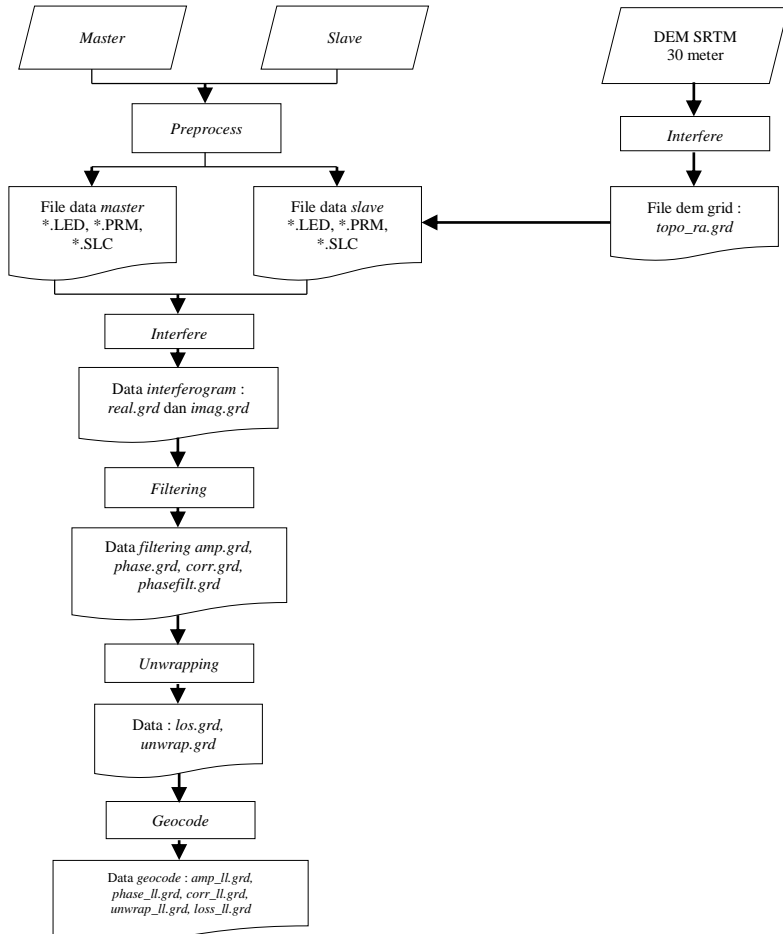 Master
Slave
DEM SRTM
30 meter
Preprocess
Interfere
File data master
*.LED, *.PRM,
*.SLC
File data slave
*.LED, *.PRM,
*.SLC
File dem grid :
topo_ra.grd
Interfere
Data interferogram :
real.grd dan imag.grd
Filtering
Data filtering amp.grd,
phase.grd, corr.grd,
phasefilt.grd
Unwrapping
Data : los.grd,
unwrap.grd
Geocode
Data geocode : amp_ll.grd,
phase_ll.grd, corr_ll.grd,
unwrap_ll.grd, loss_ll.grd